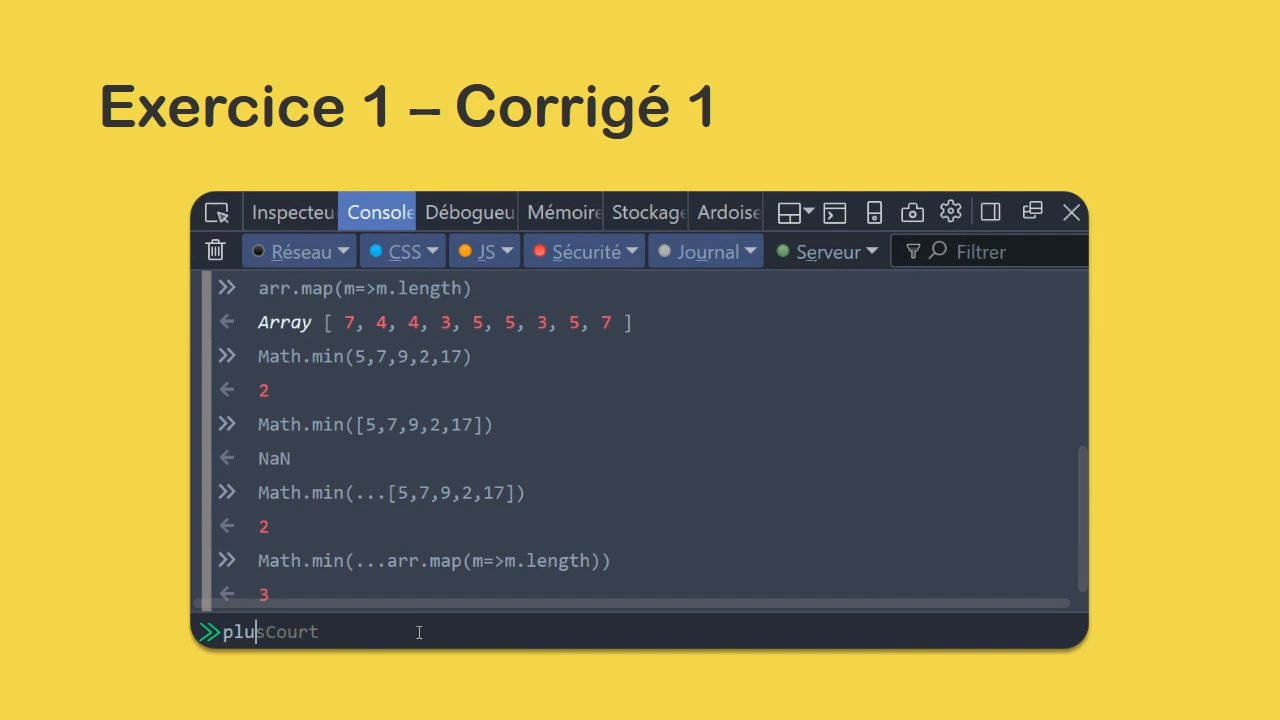 Exercice 1 – Corrigé 1
Inspecteu Console Débogueu Mémoire Stockage Ardoise
Réseau CSS JS Sécurité Journal Serveur Filtrer
» arr.map(m=>m.length)
← Array [ 7, 4, 4, 3, 5, 5, 3, 5, 7 ]
» Math.min(5,7,9,2,17)
← 2
» Math.min([5,7,9,2,17])
← NaN
» Math.min(...[5,7,9,2,17])
← 2
» Math.min(...arr.map(m=>m.length))
← 3
» plusCourt